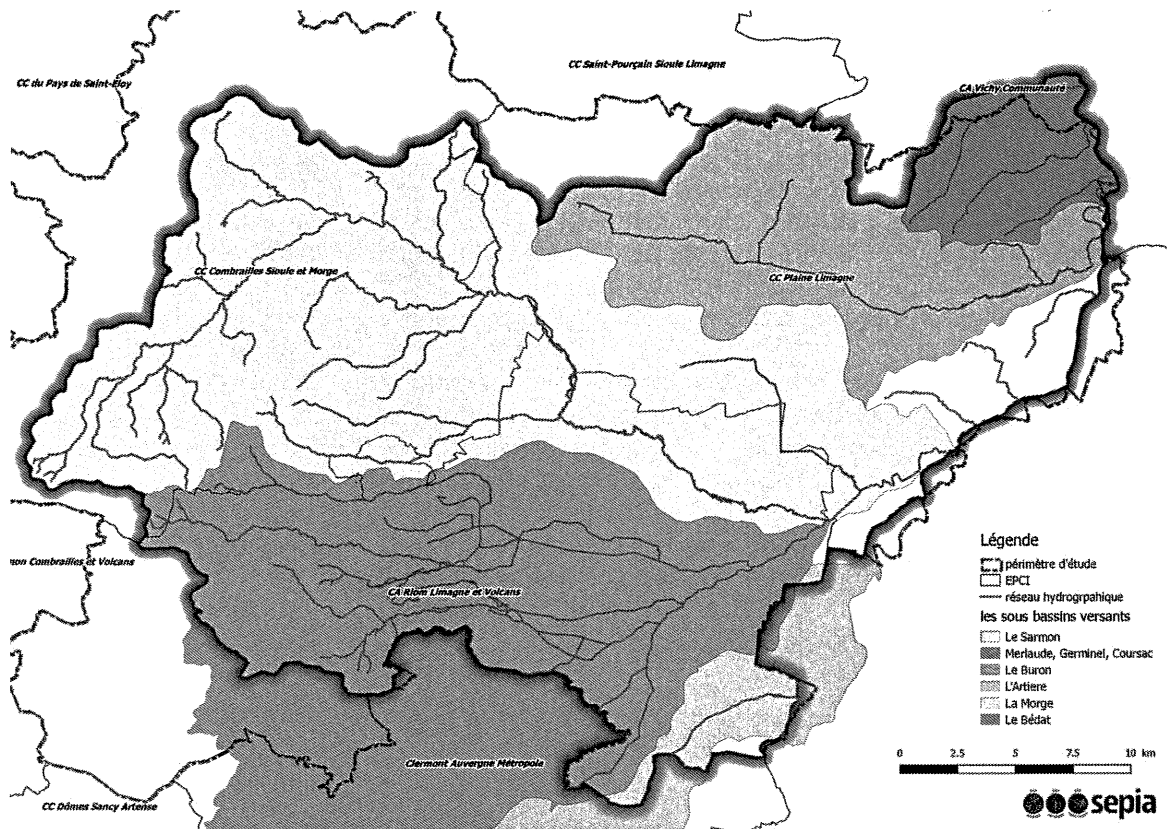 CC Saint-Pourçain Sioule Limagne
CC du Pays de Saint-Eloy
CA Vichy Communauté
CC Combrailles Sioule et Morge
CC Plaine Limagne
Combrailles et Volcans
CA Riom Limagne et Volcans
Clermont Auvergne Métropole
CC Dômes Sancy Artense
Légende
périmètre d'étude
EPCI
réseau hydrogrpahique
les sous bassins versants
Le Sarmon
Merlaude, Germinel, Coursac
Le Buron
L'Artiere
La Morge
Le Bédat
0 2.5 5 7.5 10 km
sepia